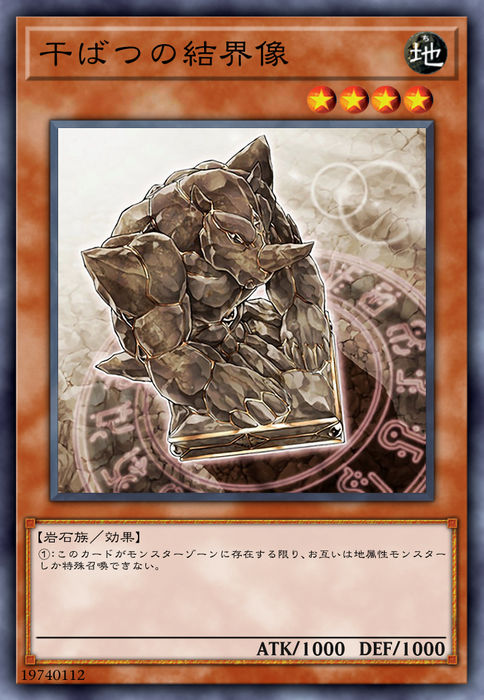 干ばつの結界像
ち
地
【岩石族／効果】
①：このカードがモンスターゾーンに存在する限り、お互いは地属性モンスター
しか特殊召喚できない。
ATK/1000 DEF/1000
19740112